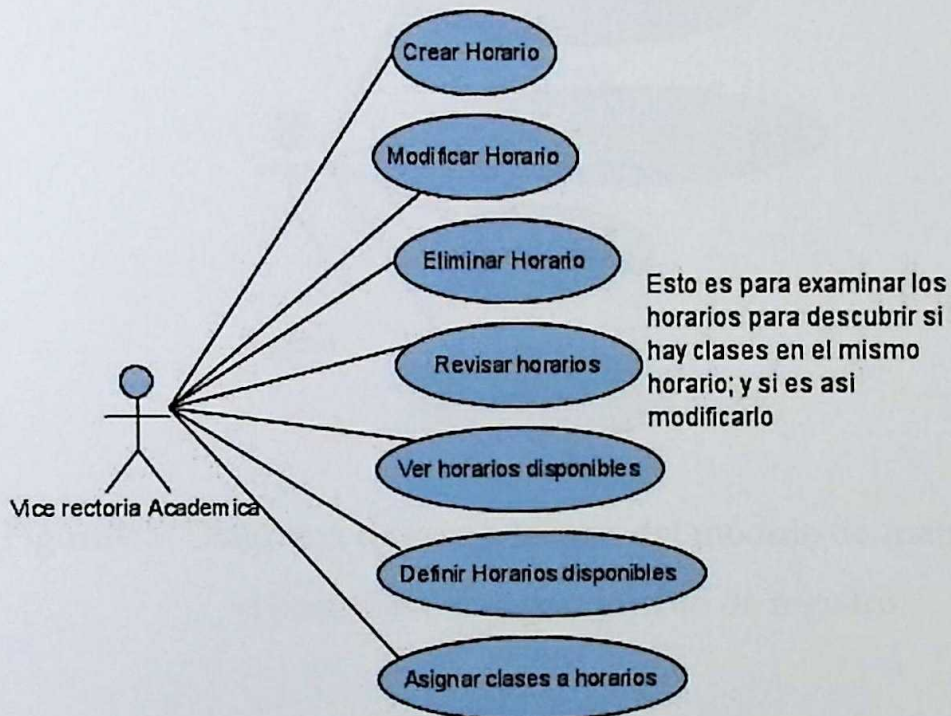 Crear Horario
Modificar Horario
Eliminar Horario
Esto es para examinar los
horarios para descubrir si
hay clases en el mismo
horario; y si es asi
modificarlo
Revisar horarios
Ver horarios disponibles
Vice rectoria Academica
Definir Horarios disponibles
Asignar clases a horarios